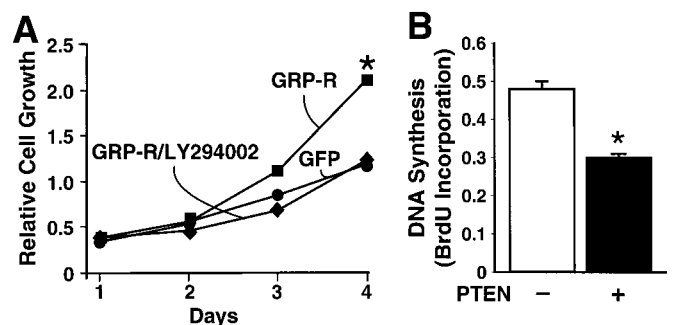 A
Relative Cell Growth
2.5
2.0
1.5
1.0
0.5
0
*
GRP-R
GRP-R/LY294002
GFP
1 2 3 4
Days
B
DNA Synthesis
(BrdU Incorporation)
0.6
0.5
0.4
0.3
0.2
0.1
0
*
PTEN − +